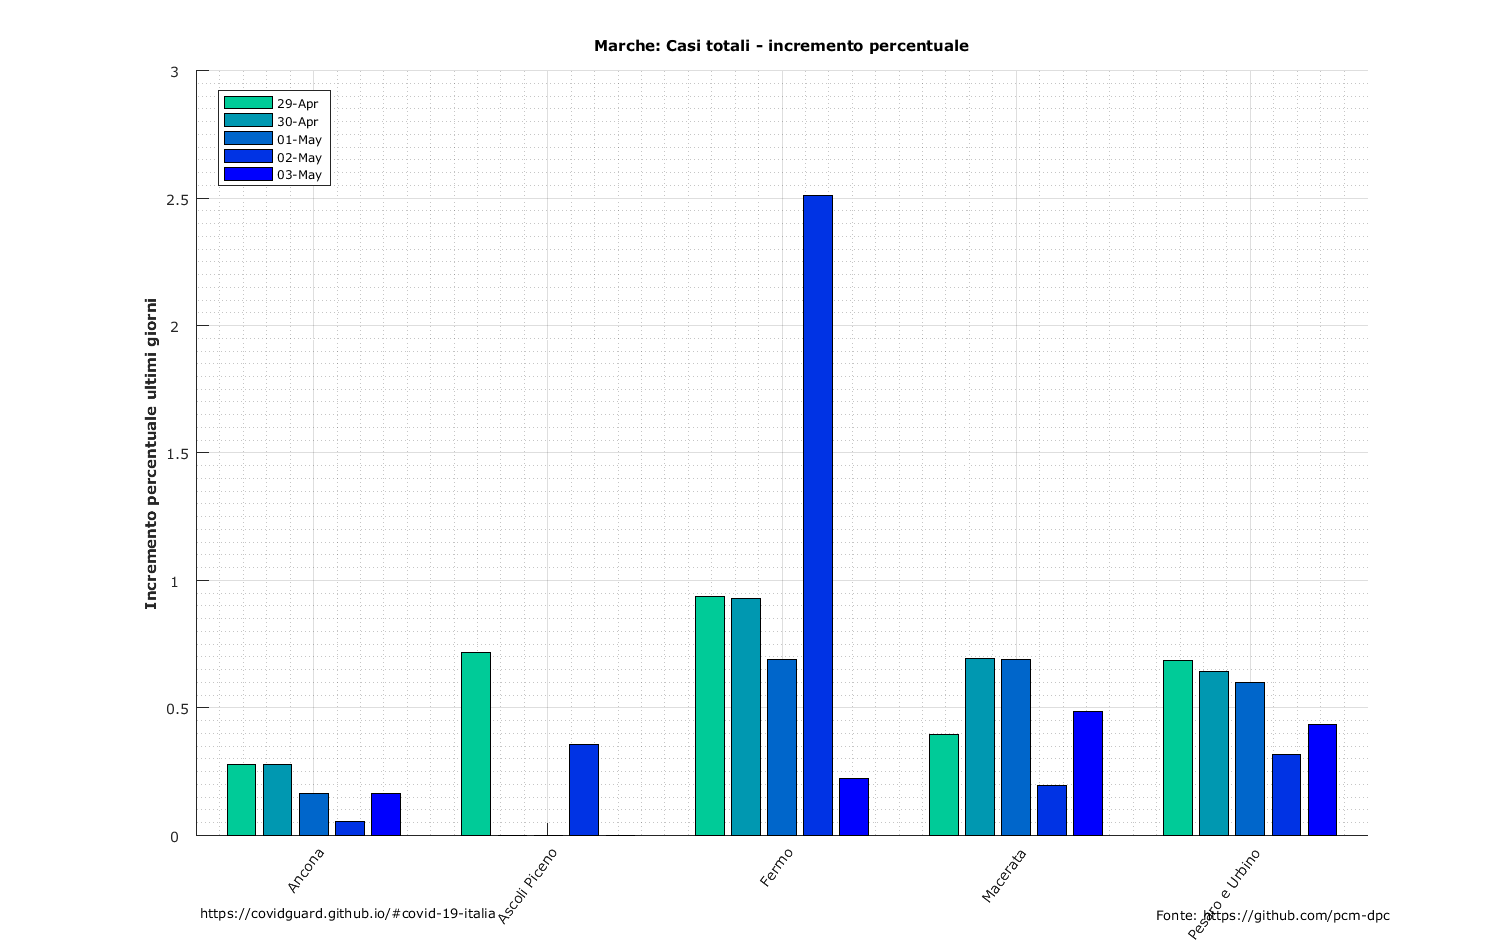 Marche: Casi totali - incremento percentuale
3
2.5
2
1.5
1
0.5
0
29-Apr
30-Apr
01-May
02-May
03-May
Incremento percentuale ultimi giorni
Ancona
Ascoli Piceno
Fermo
Macerata
Pesaro e Urbino
https://covidguard.github.io/#covid-19-italia
Fonte: https://github.com/pcm-dpc